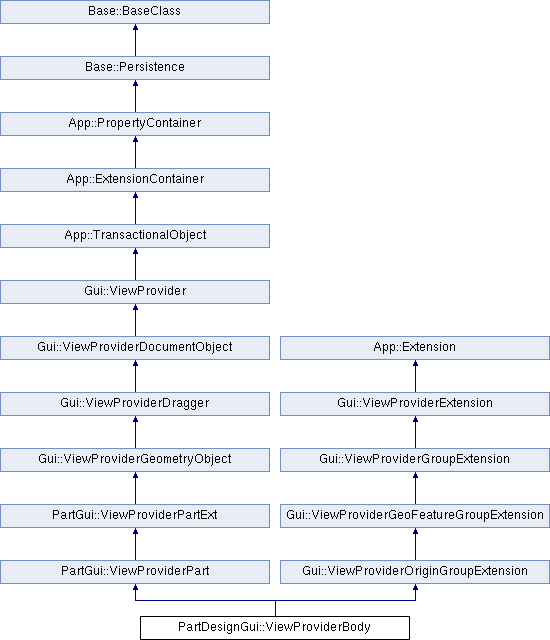 Base::BaseClass
Base::Persistence
App::PropertyContainer
App::ExtensionContainer
App::TransactionalObject
Gui::ViewProvider
Gui::ViewProviderDocumentObject
App::Extension
Gui::ViewProviderDragger
Gui::ViewProviderExtension
Gui::ViewProviderGeometryObject
Gui::ViewProviderGroupExtension
PartGui::ViewProviderPartExt
Gui::ViewProviderGeoFeatureGroupExtension
PartGui::ViewProviderPart
Gui::ViewProviderOriginGroupExtension
PartDesignGui::ViewProviderBody